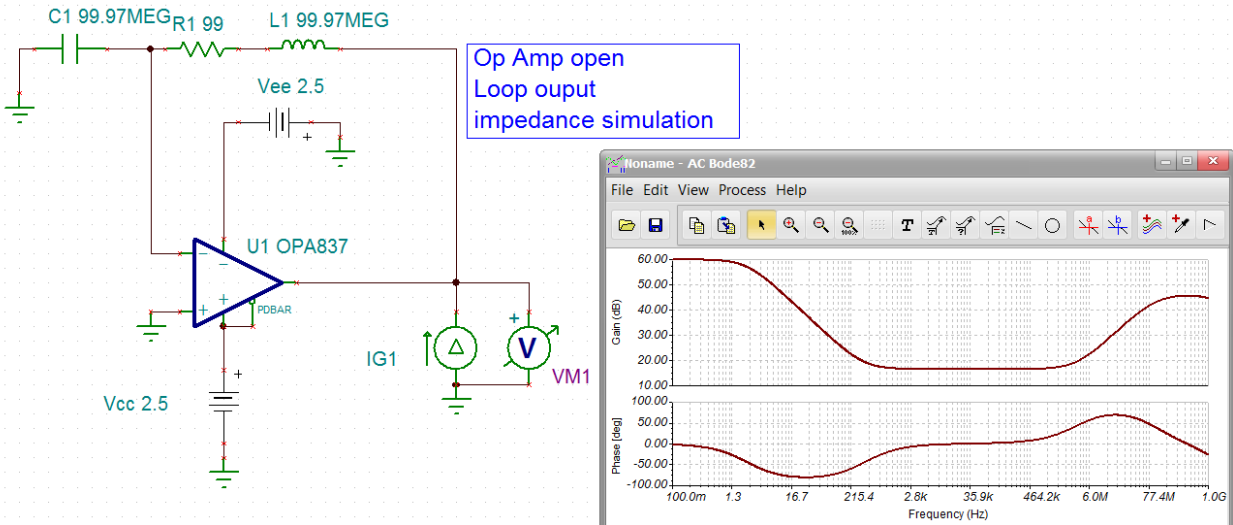 C1 99.97MEG
R1 99
L1 99.97MEG
Op Amp open
Loop ouput
impedance simulation
Vee 2.5
+
U1 OPA837
PDBAR
IG1
V
+
VM1
Vcc 2.5
+
Noname - AC Bode82
File Edit View Process Help
60.00
50.00
40.00
30.00
20.00
10.00
Gain (dB)
100.00
50.00
0.00
-50.00
-100.00
Phase [deg]
100.0m 1.3 16.7 215.4 2.8k 35.9k 464.2k 6.0M 77.4M 1.0G
Frequency (Hz)